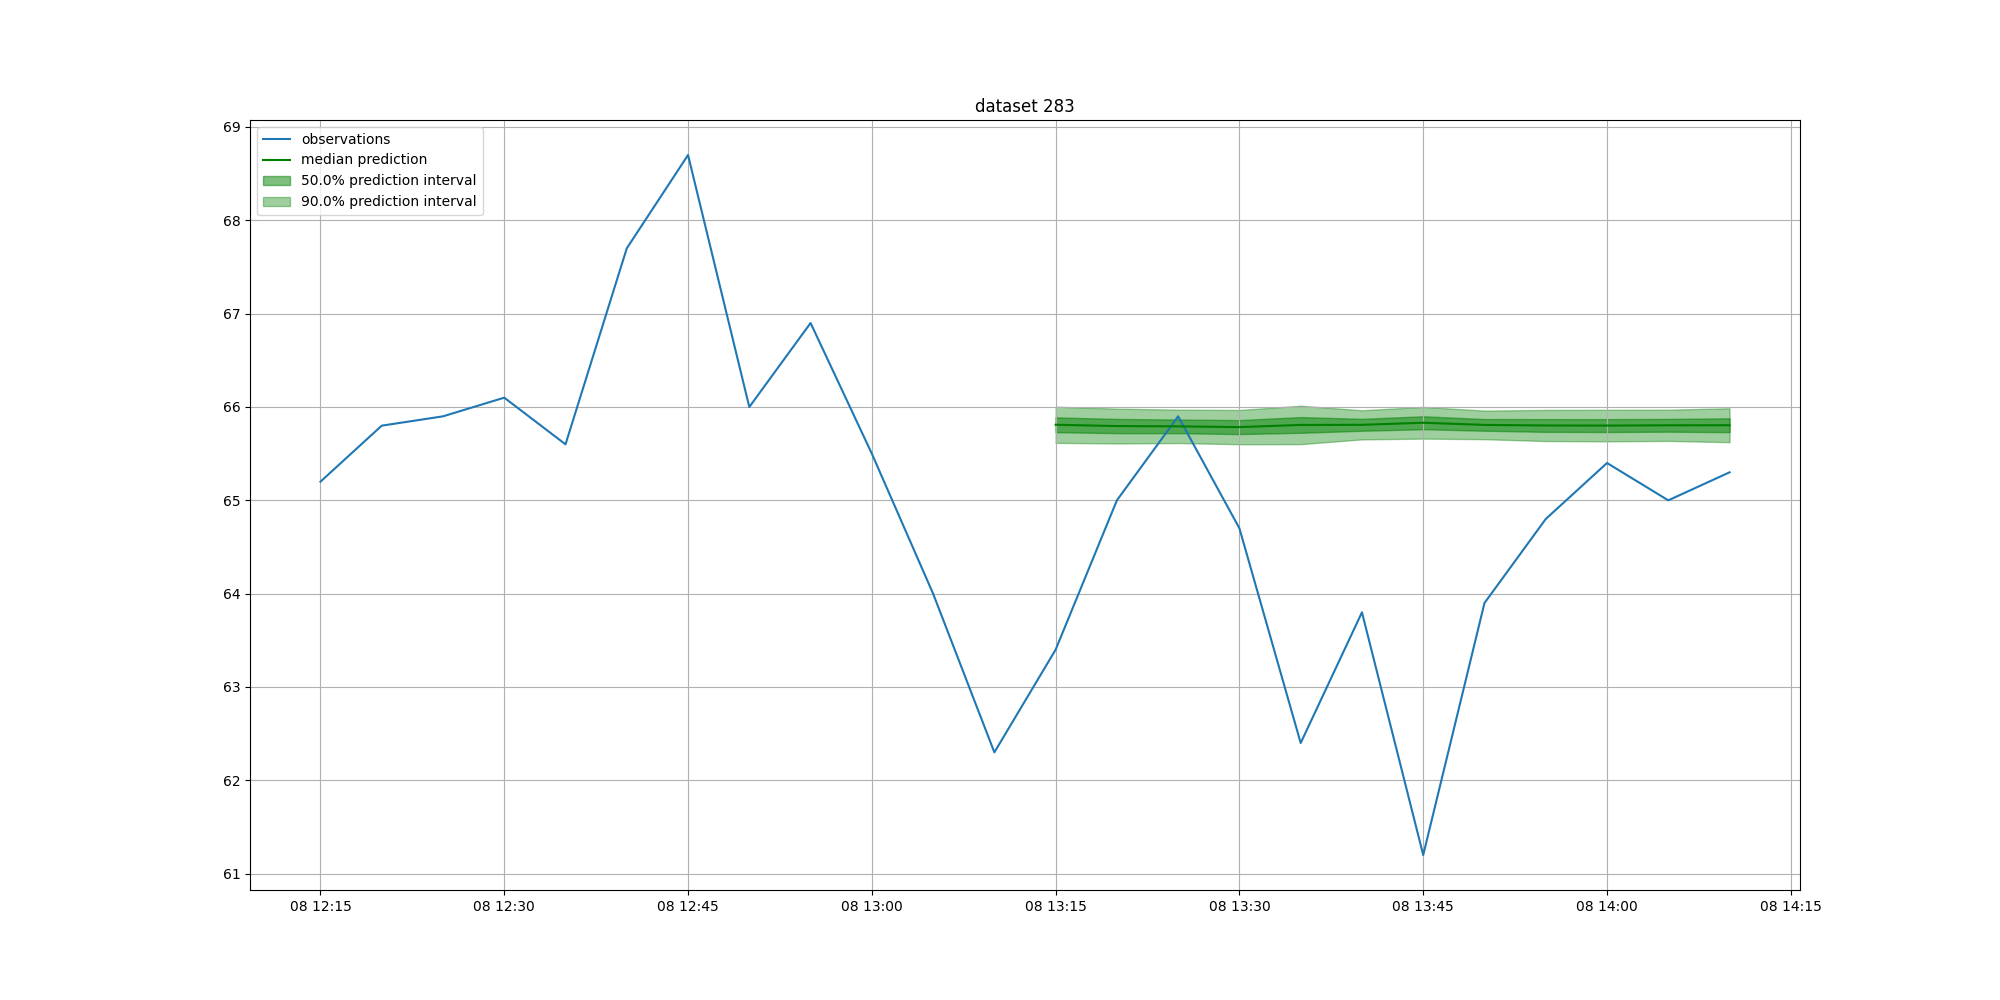 dataset 283
observations
median prediction
50.0% prediction interval
90.0% prediction interval
69
68
67
66
65
64
63
62
61
08 12:15 08 12:30 08 12:45 08 13:00 08 13:15 08 13:30 08 13:45 08 14:00 08 14:15